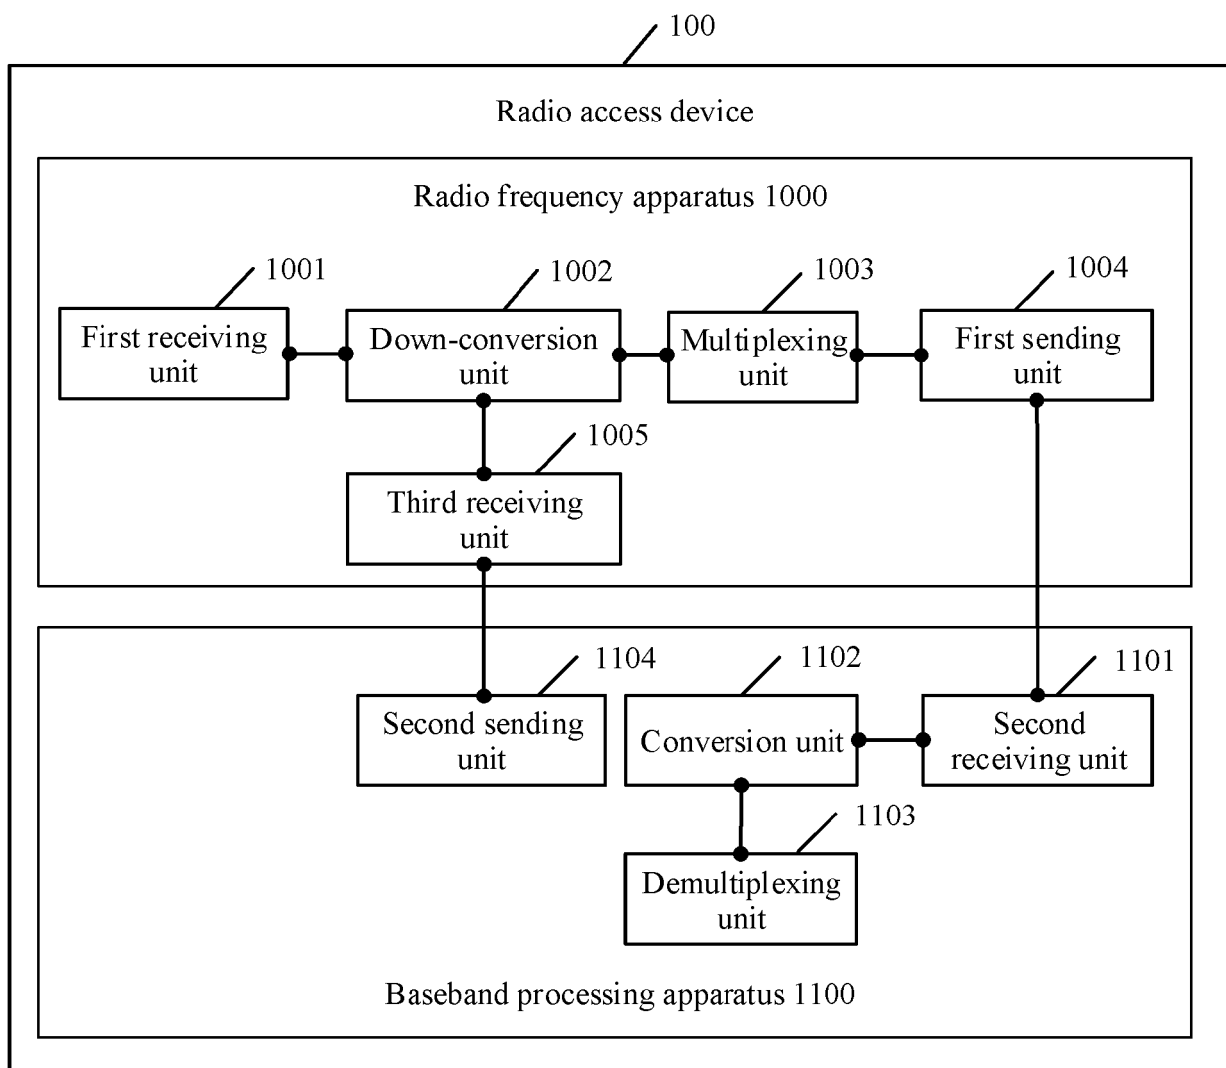 100
Radio access device
Radio frequency apparatus 1000
1001
1002
1003
1004
First receiving
unit
Down-conversion
unit
Multiplexing
unit
First sending
unit
1005
Third receiving
unit
1104
1102
1101
Second sending
unit
Conversion unit
Second
receiving unit
1103
Demultiplexing
unit
Baseband processing apparatus 1100